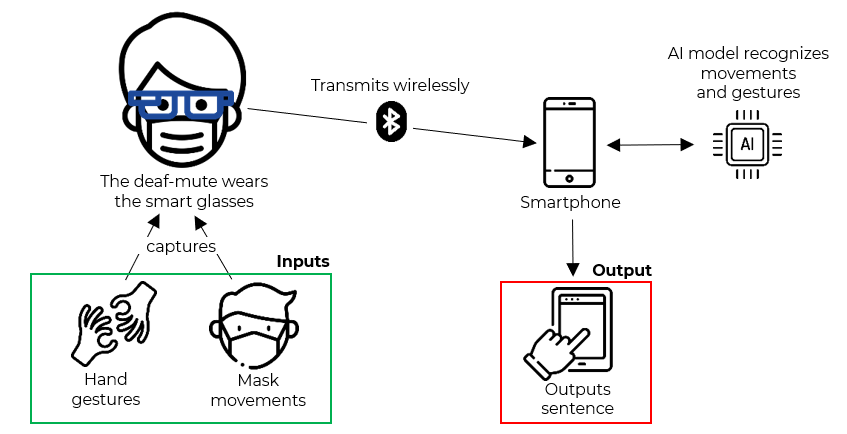 AI model recognizes
movements
and gestures
Transmits wirelessly
AI
The deaf-mute wears
the smart glasses
Smartphone
captures
Inputs
Output
Hand
gestures
Mask
movements
Outputs
sentence